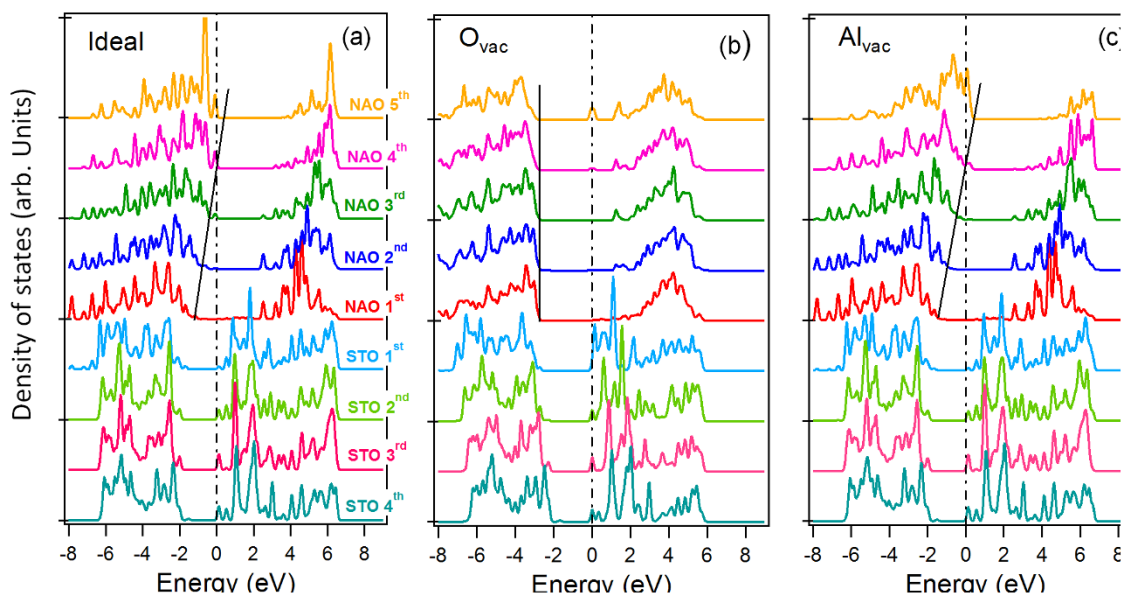 Ideal (a)
O_vac (b)
Al_vac (c)
Density of states (arb. Units)
NAO 5th
NAO 4th
NAO 3rd
NAO 2nd
NAO 1st
STO 1st
STO 2nd
STO 3rd
STO 4th
-8 -6 -4 -2 0 2 4 6 8
-8 -6 -4 -2 0 2 4 6 8
-8 -6 -4 -2 0 2 4 6 8
Energy (eV) Energy (eV) Energy (eV)